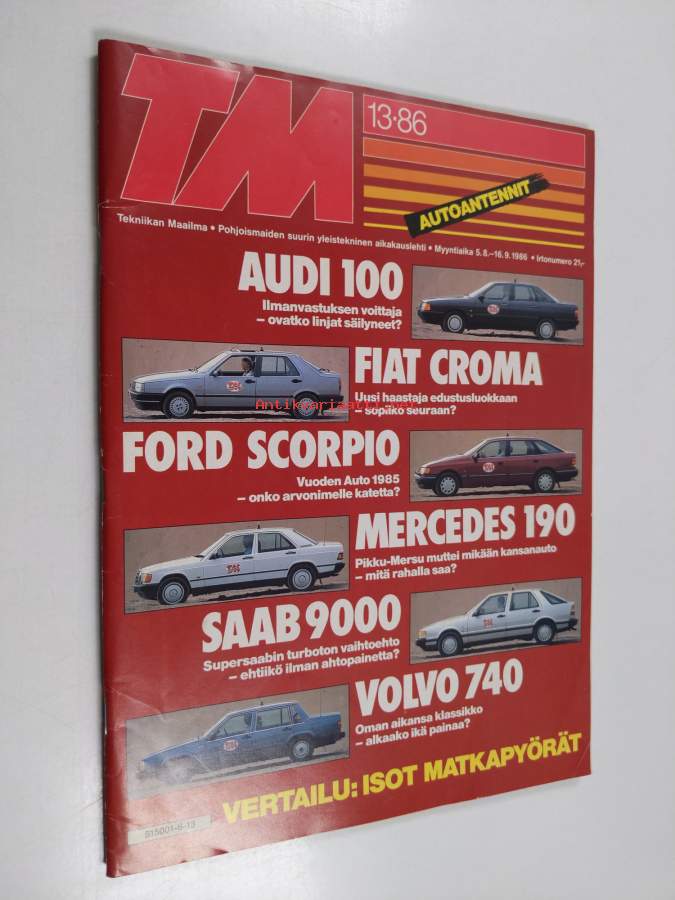 TM
13·86
AUTOANTENNIT
Tekniikan Maailma • Pohjoismaiden suurin yleistekninen aikakauslehti • Myyntiaika 5.8.–16.9.1986 • Irtonumero 21,-
AUDI 100
Ilmanvastuksen voittaja
– ovatko linjat säilyneet?
FIAT CROMA
Uusi haastaja edustusluokkaan
– sopiiko seuraan?
Antikvariaatti.net
FORD SCORPIO
Vuoden Auto 1985
– onko arvonimelle katetta?
MERCEDES 190
Pikku-Mersu muttei mikään kansanauto
– mitä rahalla saa?
SAAB 9000
Supersaabin turboton vaihtoehto
– ehtiikö ilman ahtopainetta?
VOLVO 740
Oman aikansa klassikko
– alkaako ikä painaa?
VERTAILU: ISOT MATKAPYÖRÄT
815001-6-13